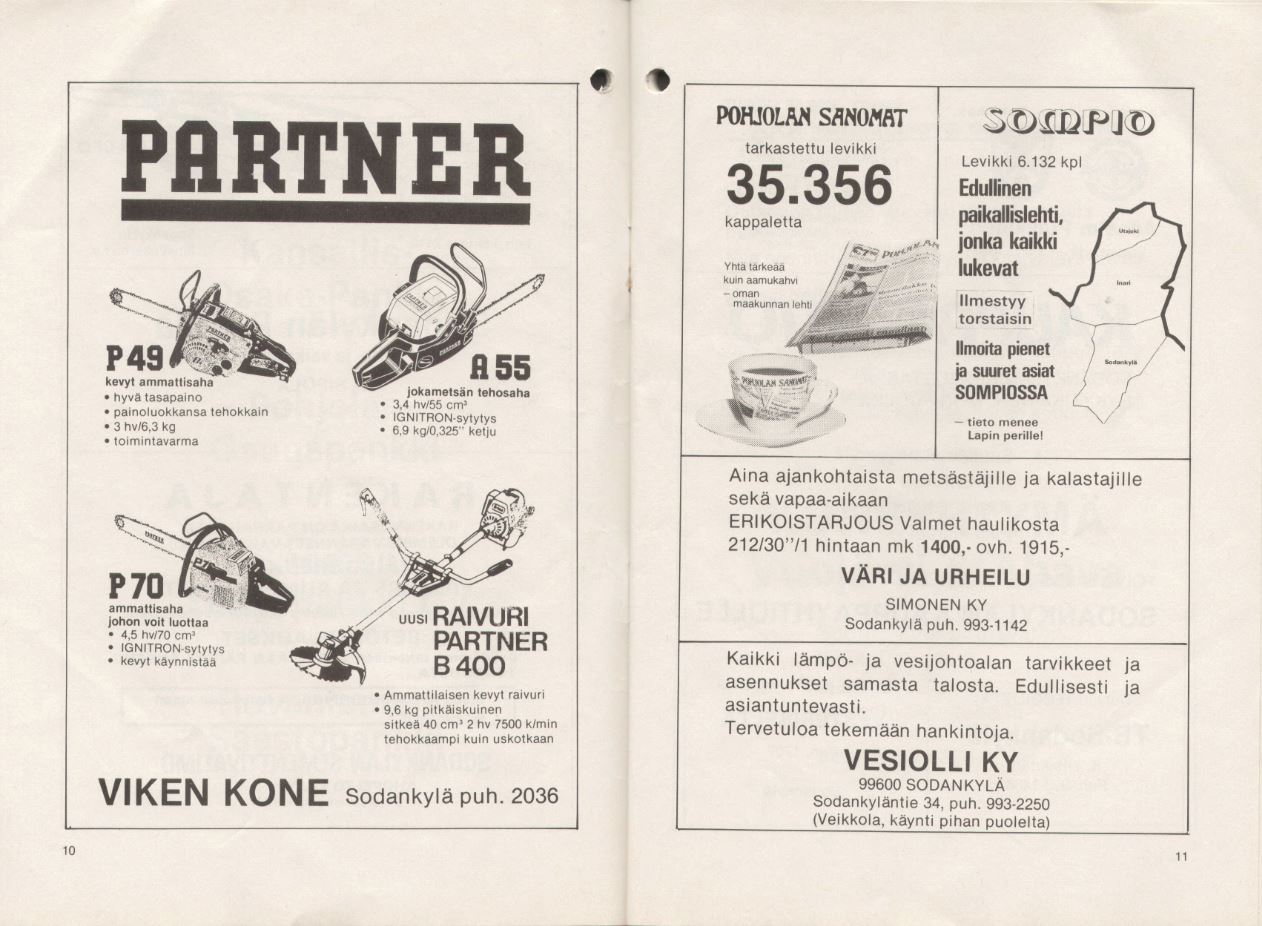 PARTNER
P49
kevyt ammattisaha
• hyvä tasapaino
• painoluokkansa tehokkain
• 3 hv/6,3 kg
• toimintavarma
PARTNER
A 55
jokametsän tehosaha
• 3,4 hv/55 cm³
• IGNITRON-sytytys
• 6,9 kg/0,325" ketju
PARTNER
P70
P 70
ammattisaha
johon voit luottaa
• 4,5 hv/70 cm³
• IGNITRON-sytytys
• kevyt käynnistää
UUSI RAIVURI
PARTNER
B 400
• Ammattilaisen kevyt raivuri
• 9,6 kg pitkäiskuinen
sitkeä 40 cm³ 2 hv 7500 k/min
tehokkaampi kuin uskotkaan
VIKEN KONE Sodankylä puh. 2036
10
POHJOLAN SANOMAT
tarkastettu levikki
35.356
kappaletta
Yhtä tärkeää
kuin aamukahvi
– oman
maakunnan lehti
POHJOLAN SANOMAT
SOMPIO
Levikki 6.132 kpl
Edullinen
paikallislehti,
jonka kaikki
lukevat
Ilmestyy
torstaisin
Ilmoita pienet
ja suuret asiat
SOMPIOSSA
– tieto menee
Lapin perille!
Utsjoki
Inari
Sodankylä
Aina ajankohtaista metsästäjille ja kalastajille
sekä vapaa-aikaan
ERIKOISTARJOUS Valmet haulikosta
212/30''/1 hintaan mk 1400,- ovh. 1915,-
VÄRI JA URHEILU
SIMONEN KY
Sodankylä puh. 993-1142
Kaikki lämpö- ja vesijohtoalan tarvikkeet ja
asennukset samasta talosta. Edullisesti ja
asiantuntevasti.
Tervetuloa tekemään hankintoja.
VESIOLLI KY
99600 SODANKYLÄ
Sodankyläntie 34, puh. 993-2250
(Veikkola, käynti pihan puolelta)
11